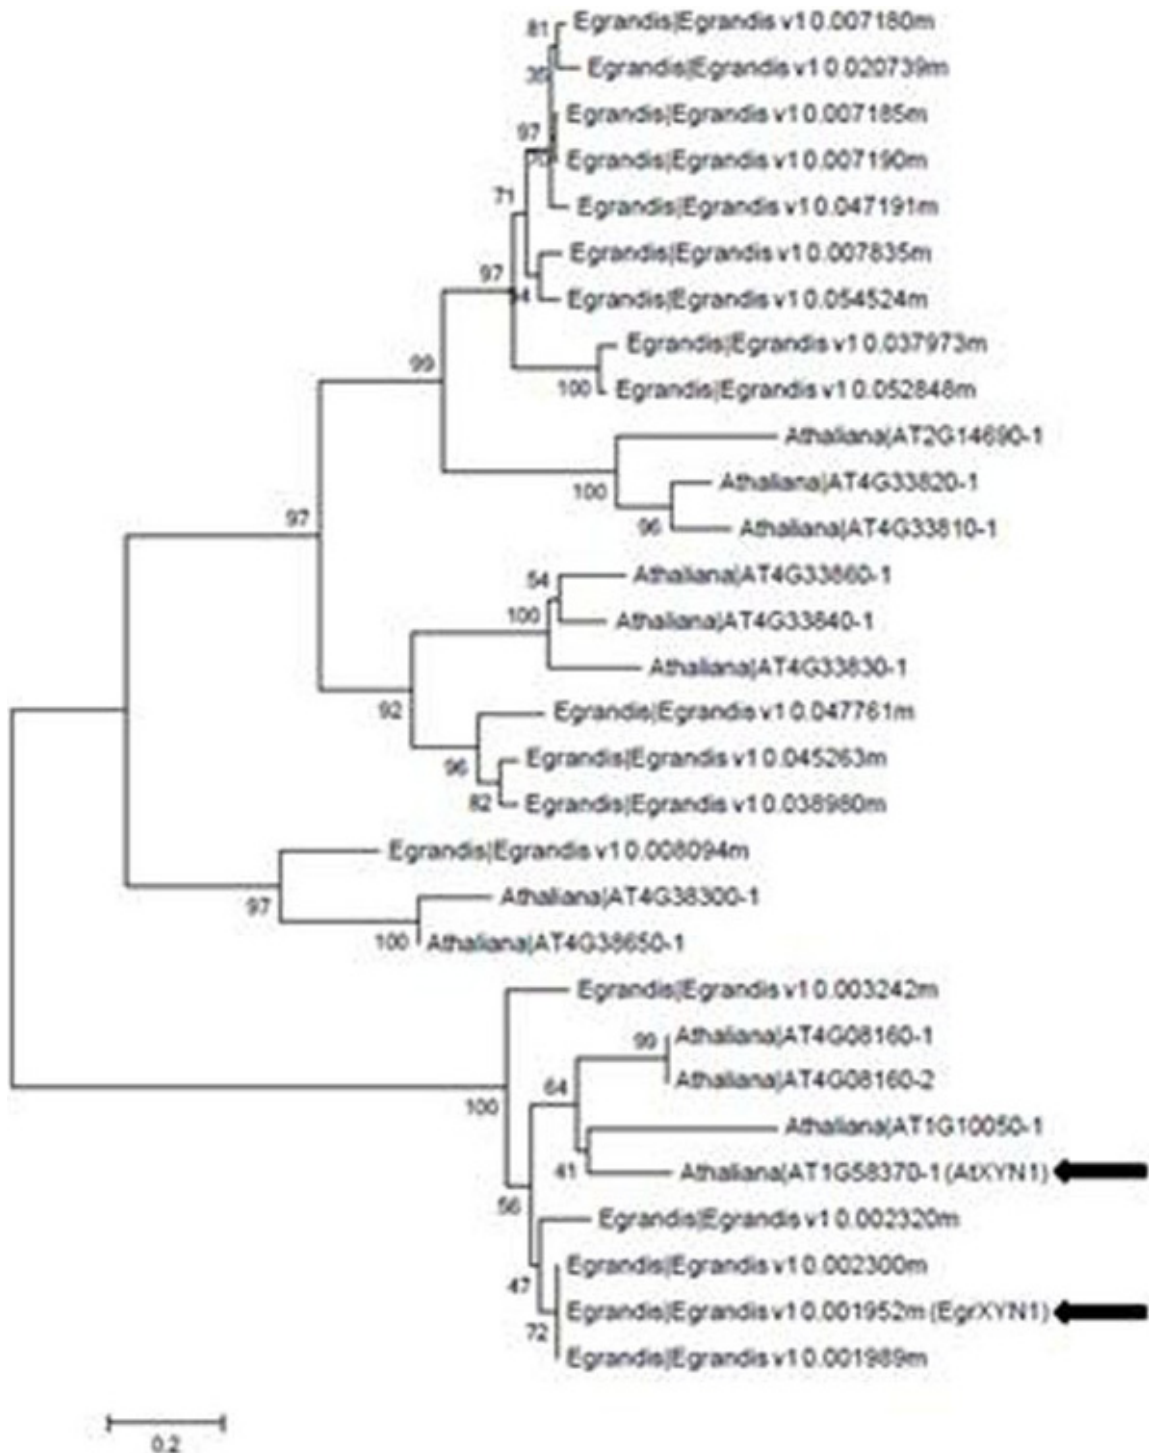 81
Egrandis|Egrandis v1 0.007180m
Egrandis|Egrandis v1 0.020739m
Egrandis|Egrandis v1 0.007185m
97
Egrandis|Egrandis v1 0.007190m
71
Egrandis|Egrandis v1 0.047191m
Egrandis|Egrandis v1 0.007835m
97
Egrandis|Egrandis v1 0.054524m
Egrandis|Egrandis v1 0.037973m
99
100
Egrandis|Egrandis v1 0.052848m
Athaliana|AT2G14690-1
Athaliana|AT4G33820-1
100
97
96
Athaliana|AT4G33810-1
54
Athaliana|AT4G33860-1
100
Athaliana|AT4G33840-1
Athaliana|AT4G33830-1
92
Egrandis|Egrandis v1 0.047761m
96
Egrandis|Egrandis v1 0.045263m
82
Egrandis|Egrandis v1 0.038980m
Egrandis|Egrandis v1 0.008094m
97
Athaliana|AT4G38300-1
100
Athaliana|AT4G38650-1
Egrandis|Egrandis v1 0.003242m
99
Athaliana|AT4G08160-1
Athaliana|AT4G08160-2
64
100
Athaliana|AT1G10050-1
41
Athaliana|AT1G58370-1 (AtXYN1)
56
Egrandis|Egrandis v1 0.002320m
Egrandis|Egrandis v1 0.002300m
47
Egrandis|Egrandis v1 0.001952m (EgrXYN1)
72
Egrandis|Egrandis v1 0.001989m
0.2